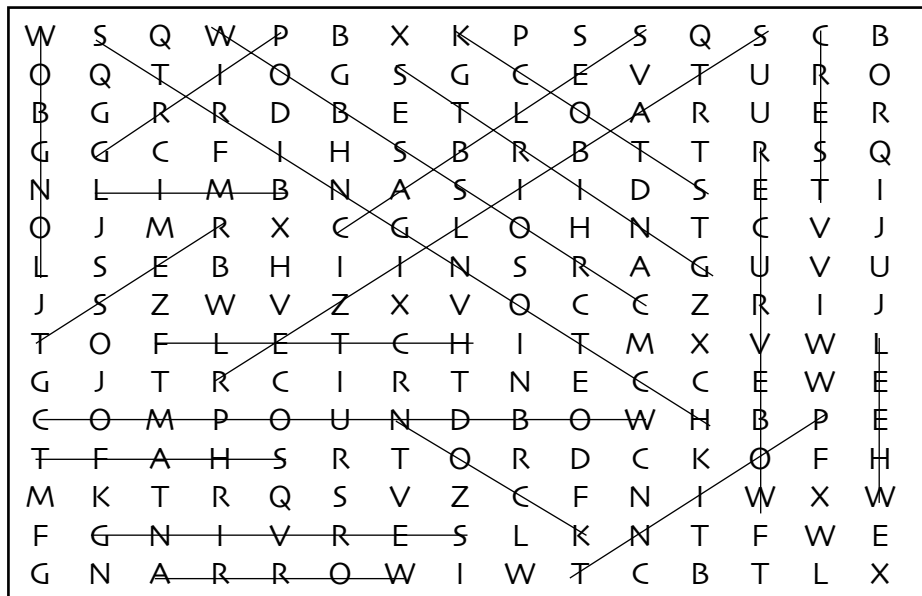 W S Q W P B X K P S S Q S C B
O Q T I O G S G C E V T U R O
B G R R D B E T L O A R U E R
G G C F I H S B R B T T R S Q
N L I M B N A S I I D S E T I
O J M R X C G L O H N T C V J
L S E B H I I N S R A G U V U
J S Z W V Z X V O C C Z R I J
T O F L E T C H I T M X V W L
G J T R C I R T N E C C E W E
C O M P O U N D B O W H B P E
T F A H S R T O R D C K O F H
M K T R Q S V Z C F N I W X W
F G N I V R E S L K N T F W E
G N A R R O W I W T C B T L X